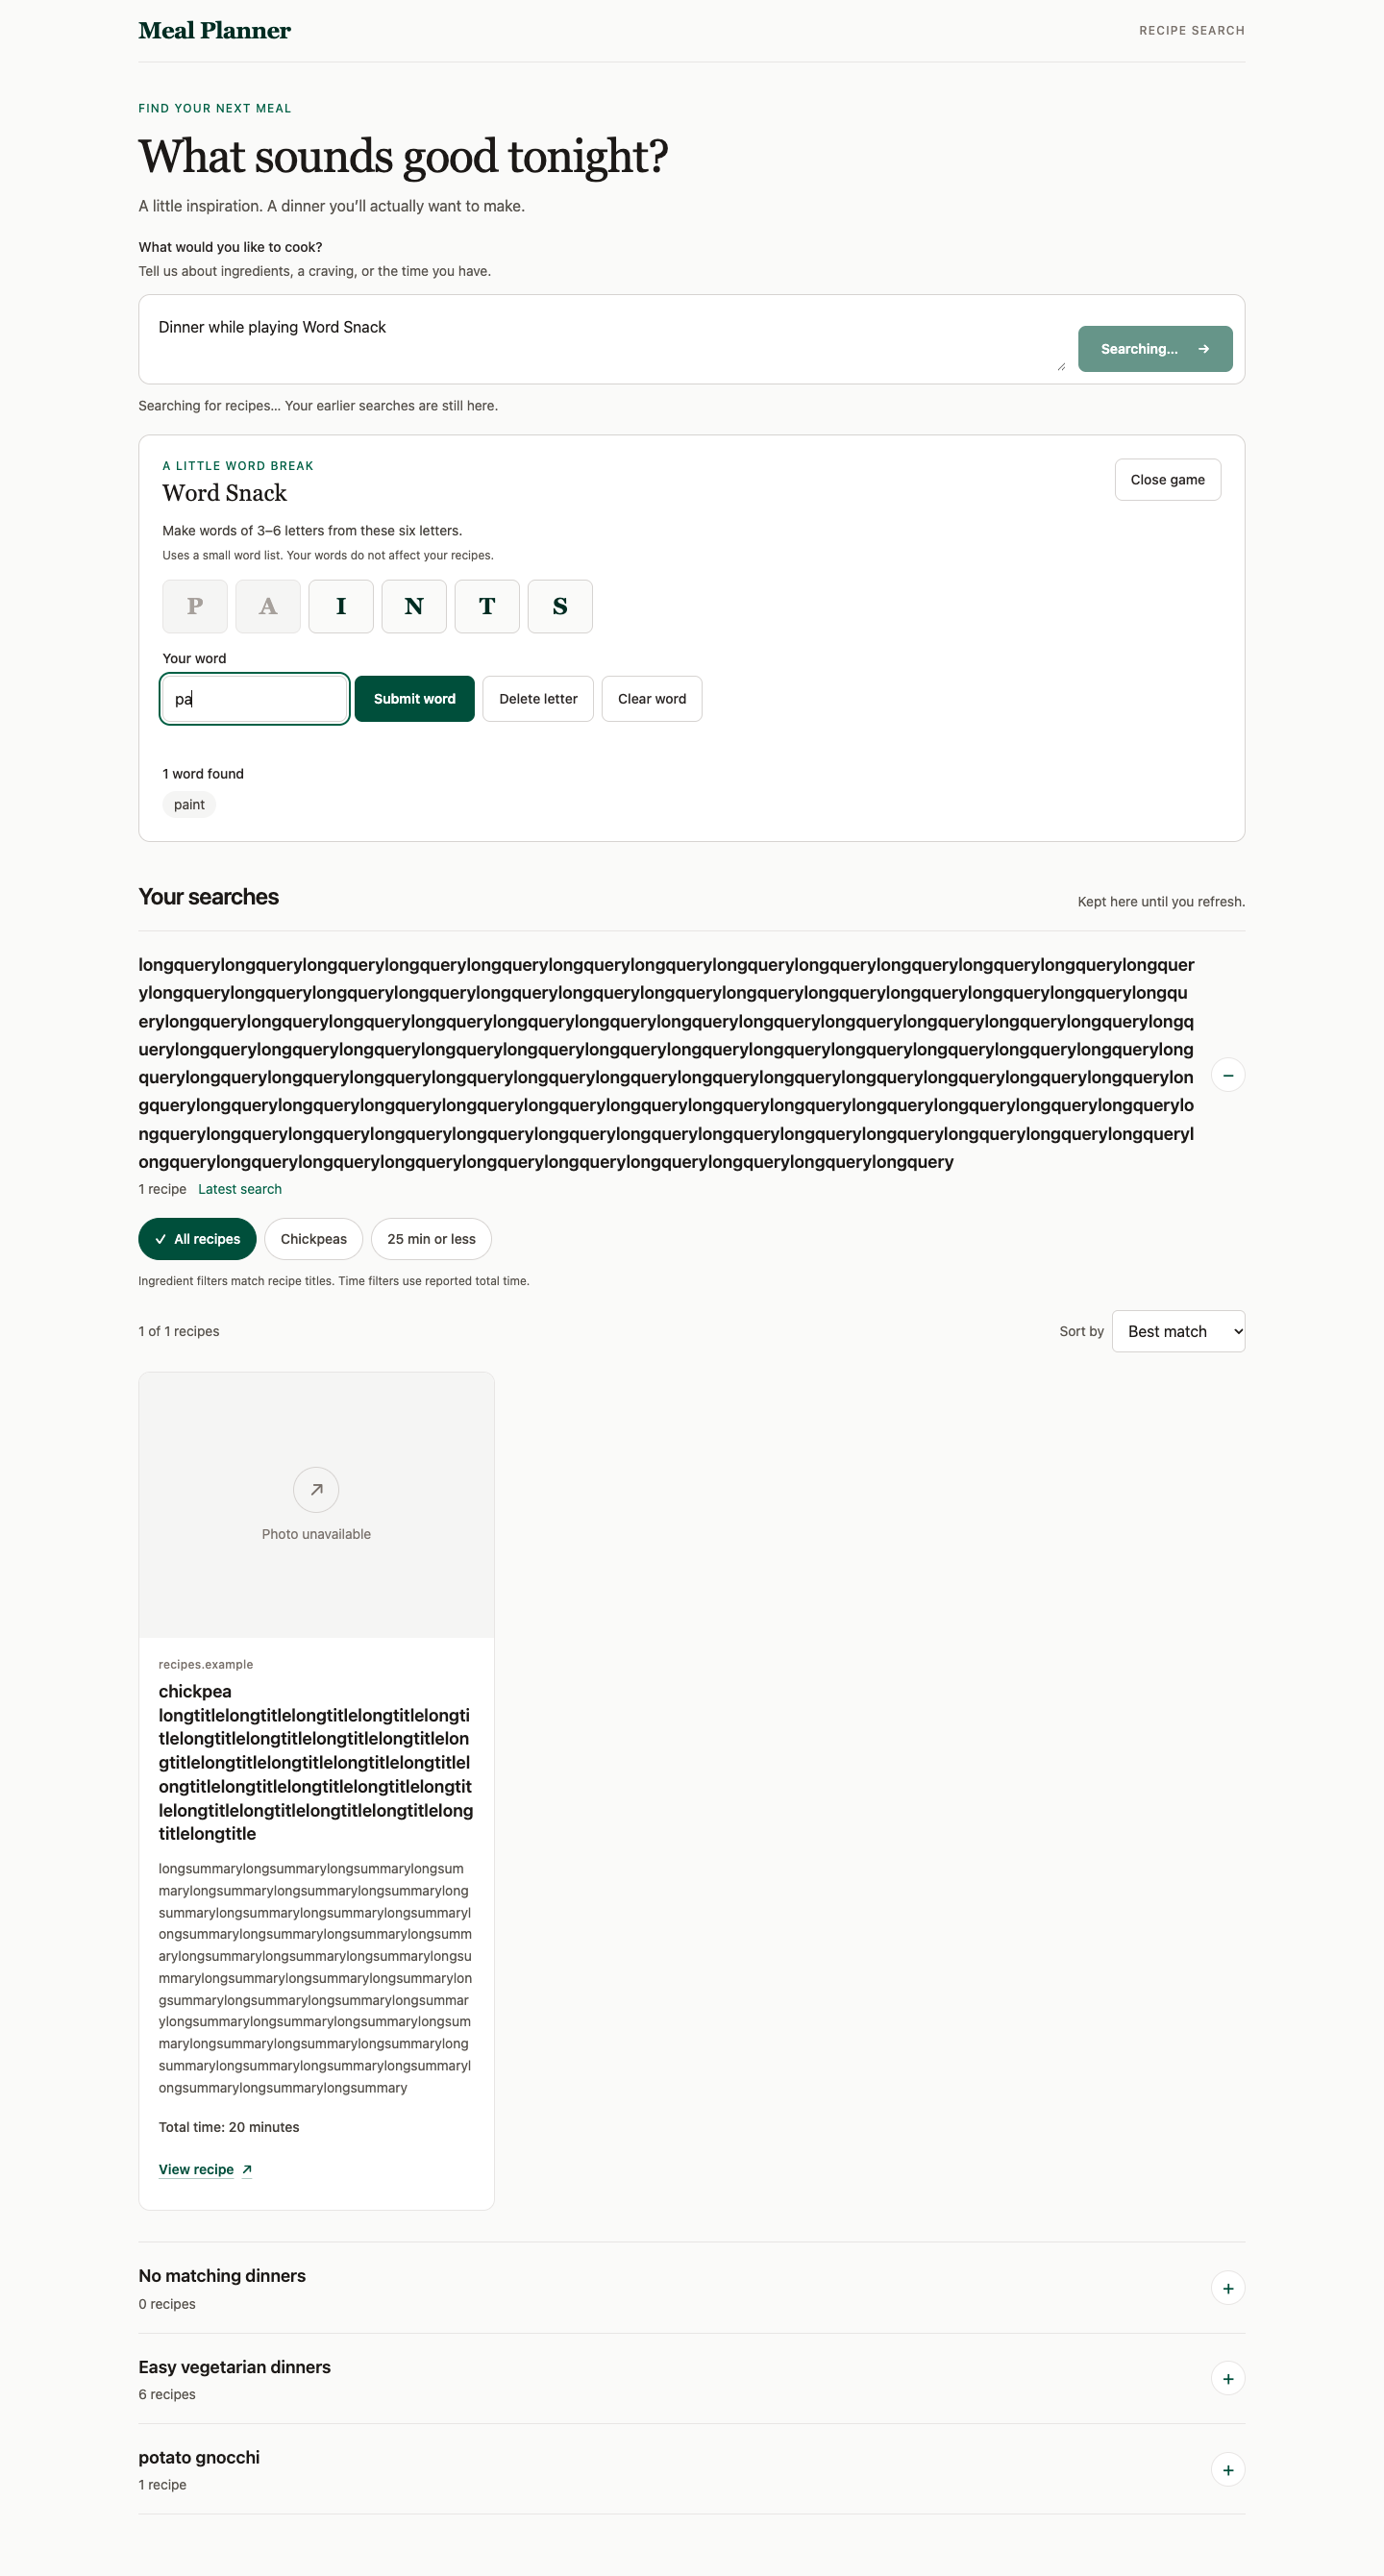 Meal Planner
RECIPE SEARCH
FIND YOUR NEXT MEAL
What sounds good tonight?
A little inspiration. A dinner you'll actually want to make.
What would you like to cook?
Tell us about ingredients, a craving, or the time you have.
Dinner while playing Word Snack
Searching... →
Searching for recipes... Your earlier searches are still here.
A LITTLE WORD BREAK
Word Snack
Close game
Make words of 3–6 letters from these six letters.
Uses a small word list. Your words do not affect your recipes.
P A I N T S
Your word
pa
Submit word
Delete letter
Clear word
1 word found
paint
Your searches
Kept here until you refresh.
longquerylongquerylongquerylongquerylongquerylongquerylongquerylongquerylongquerylongquerylongquerylongquerylongquer
ylongquerylongquerylongquerylongquerylongquerylongquerylongquerylongquerylongquerylongquerylongquerylongquerylongqu
erylongquerylongquerylongquerylongquerylongquerylongquerylongquerylongquerylongquerylongquerylongquerylongquerylongq
uerylongquerylongquerylongquerylongquerylongquerylongquerylongquerylongquerylongquerylongquerylongquerylongquerylong
querylongquerylongquerylongquerylongquerylongquerylongquerylongquerylongquerylongquerylongquerylongquerylongquerylon
gquerylongquerylongquerylongquerylongquerylongquerylongquerylongquerylongquerylongquerylongquerylongquerylongquerylo
ngquerylongquerylongquerylongquerylongquerylongquerylongquerylongquerylongquerylongquerylongquerylongquerylongqueryl
ongquerylongquerylongquerylongquerylongquerylongquerylongquerylongquerylongquerylongquery
1 recipe Latest search
✓ All recipes
Chickpeas
25 min or less
Ingredient filters match recipe titles. Time filters use reported total time.
1 of 1 recipes
Sort by Best match
Photo unavailable
recipes.example
chickpea
longtitlelongtitlelongtitlelongtitlelongti
tlelongtitlelongtitlelongtitlelongtitlelon
gtitlelongtitlelongtitlelongtitlelongtitlel
ongtitlelongtitlelongtitlelongtitlelongtit
lelongtitlelongtitlelongtitlelongtitlelong
titlelongtitle
longsummarylongsummarylongsummarylongsum
marylongsummarylongsummarylongsummarylong
summarylongsummarylongsummarylongsummaryl
ongsummarylongsummarylongsummarylongsumm
arylongsummarylongsummarylongsummarylongsu
mmarylongsummarylongsummarylongsummarylon
gsummarylongsummarylongsummarylongsummar
ylongsummarylongsummarylongsummarylongsum
marylongsummarylongsummarylongsummarylong
summarylongsummarylongsummarylongsummaryl
ongsummarylongsummarylongsummary
Total time: 20 minutes
View recipe ↗
No matching dinners
0 recipes
Easy vegetarian dinners
6 recipes
potato gnocchi
1 recipe